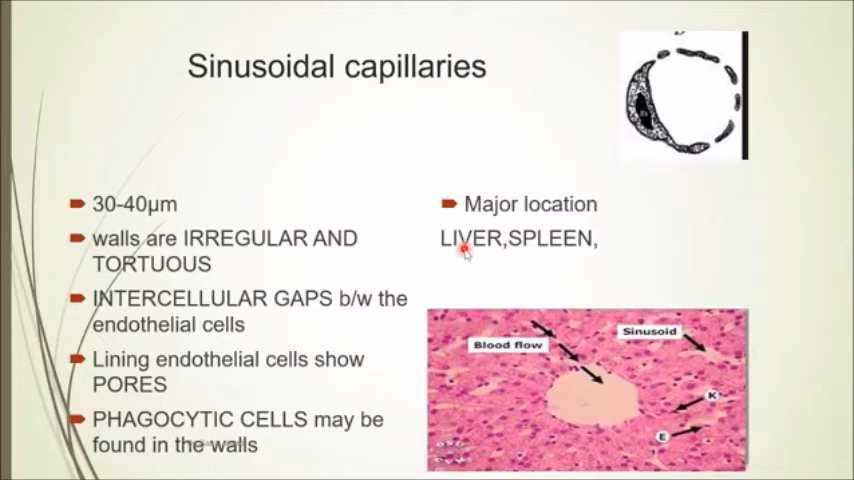 Sinusoidal capillaries
30-40µm
walls are IRREGULAR AND
TORTUOUS
INTERCELLULAR GAPS b/w the
endothelial cells
Lining endothelial cells show
PORES
PHAGOCYTIC CELLS may be
found in the walls
Major location
LIVER,SPLEEN,
Blood flow
Sinusoid
K
E